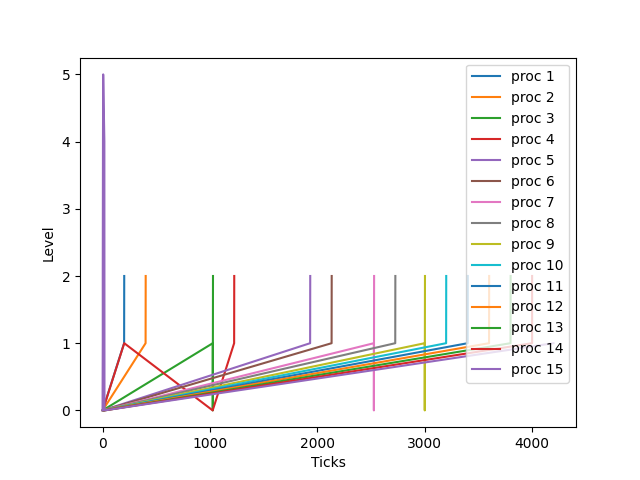 5
4
3
2
1
0
Level
0
1000
2000
3000
4000
Ticks
proc 1
proc 2
proc 3
proc 4
proc 5
proc 6
proc 7
proc 8
proc 9
proc 10
proc 11
proc 12
proc 13
proc 14
proc 15